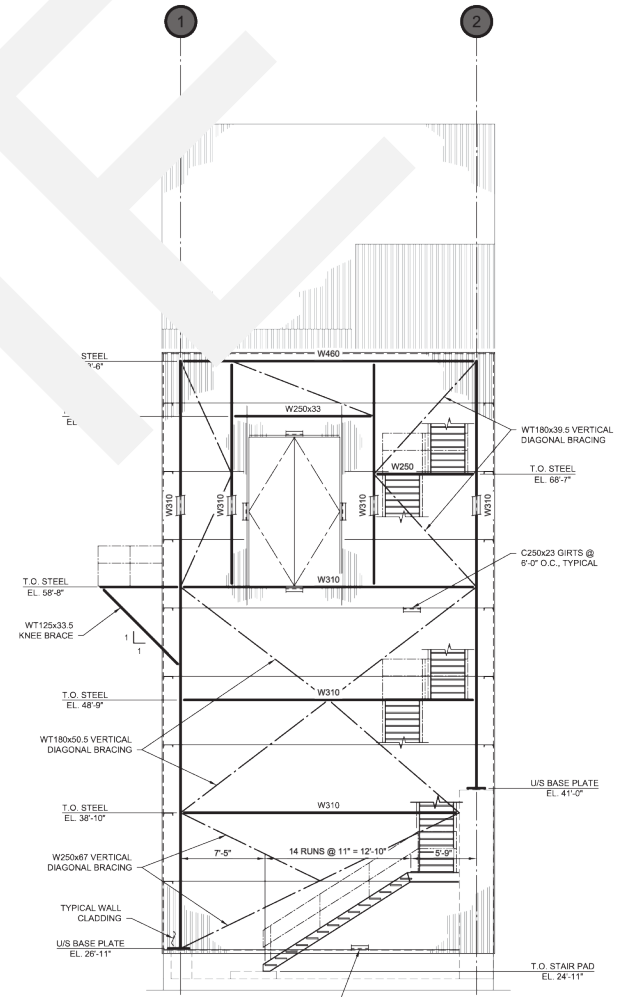 1
2
STEEL
'-6"
W460
EL.
W250x33
WT180x39.5 VERTICAL
DIAGONAL BRACING
W250
T.O. STEEL
EL. 68'-7"
W310
W310
W310
W310
C250x23 GIRTS @
6'-0" O.C., TYPICAL
T.O. STEEL
EL. 58'-8"
W310
WT125x33.5
KNEE BRACE
1
1
T.O. STEEL
EL. 48'-9"
W310
WT180x50.5 VERTICAL
DIAGONAL BRACING
U/S BASE PLATE
EL. 41'-0"
T.O. STEEL
EL. 38'-10"
W310
7'-5"
14 RUNS @ 11" = 12'-10"
5'-9"
W250x67 VERTICAL
DIAGONAL BRACING
TYPICAL WALL
CLADDING
U/S BASE PLATE
EL. 26'-11"
T.O. STAIR PAD
EL. 24'-11"